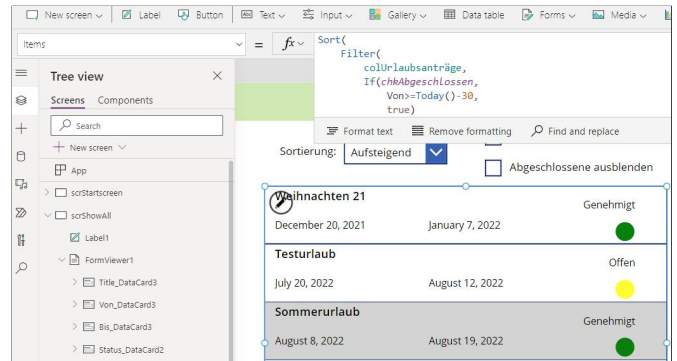 New screen Label Button Text Input Gallery Data table Forms Media
Items = fx Sort(
Filter(
colUrlaubsanträge,
If(chkAbgeschlossen,
Von>=Today()-30,
true)
Format text Remove formatting Find and replace
Tree view
Screens Components
Search
New screen
App
scrStartscreen
scrShowAll
Label1
FormViewer1
Title_DataCard3
Von_DataCard3
Bis_DataCard3
Status_DataCard2
Sortierung: Aufsteigend
Abgeschlossene ausblenden
Weihnachten 21
Genehmigt
December 20, 2021 January 7, 2022
Testurlaub
Offen
July 20, 2022 August 12, 2022
Sommerurlaub
Genehmigt
August 8, 2022 August 19, 2022